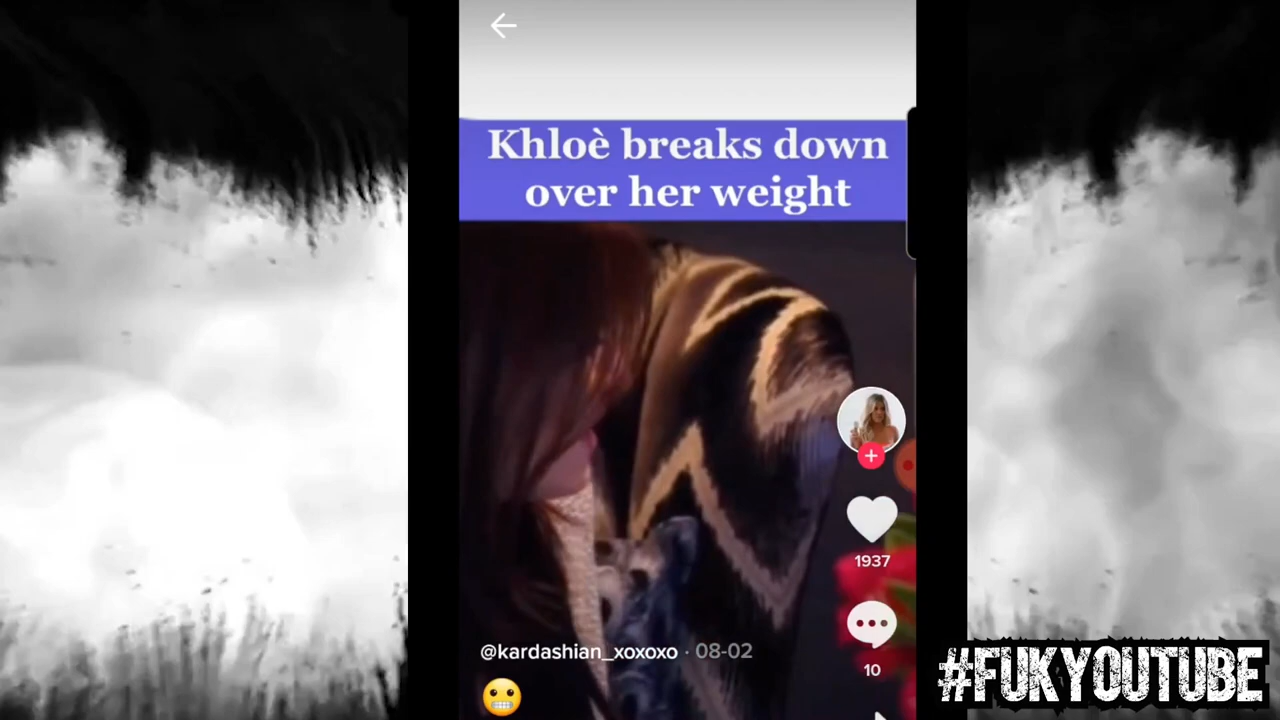 Khloè breaks down
over her weight
1937
10
@kardashian_xoxoxo · 08-02
#FUKYOUTUBE